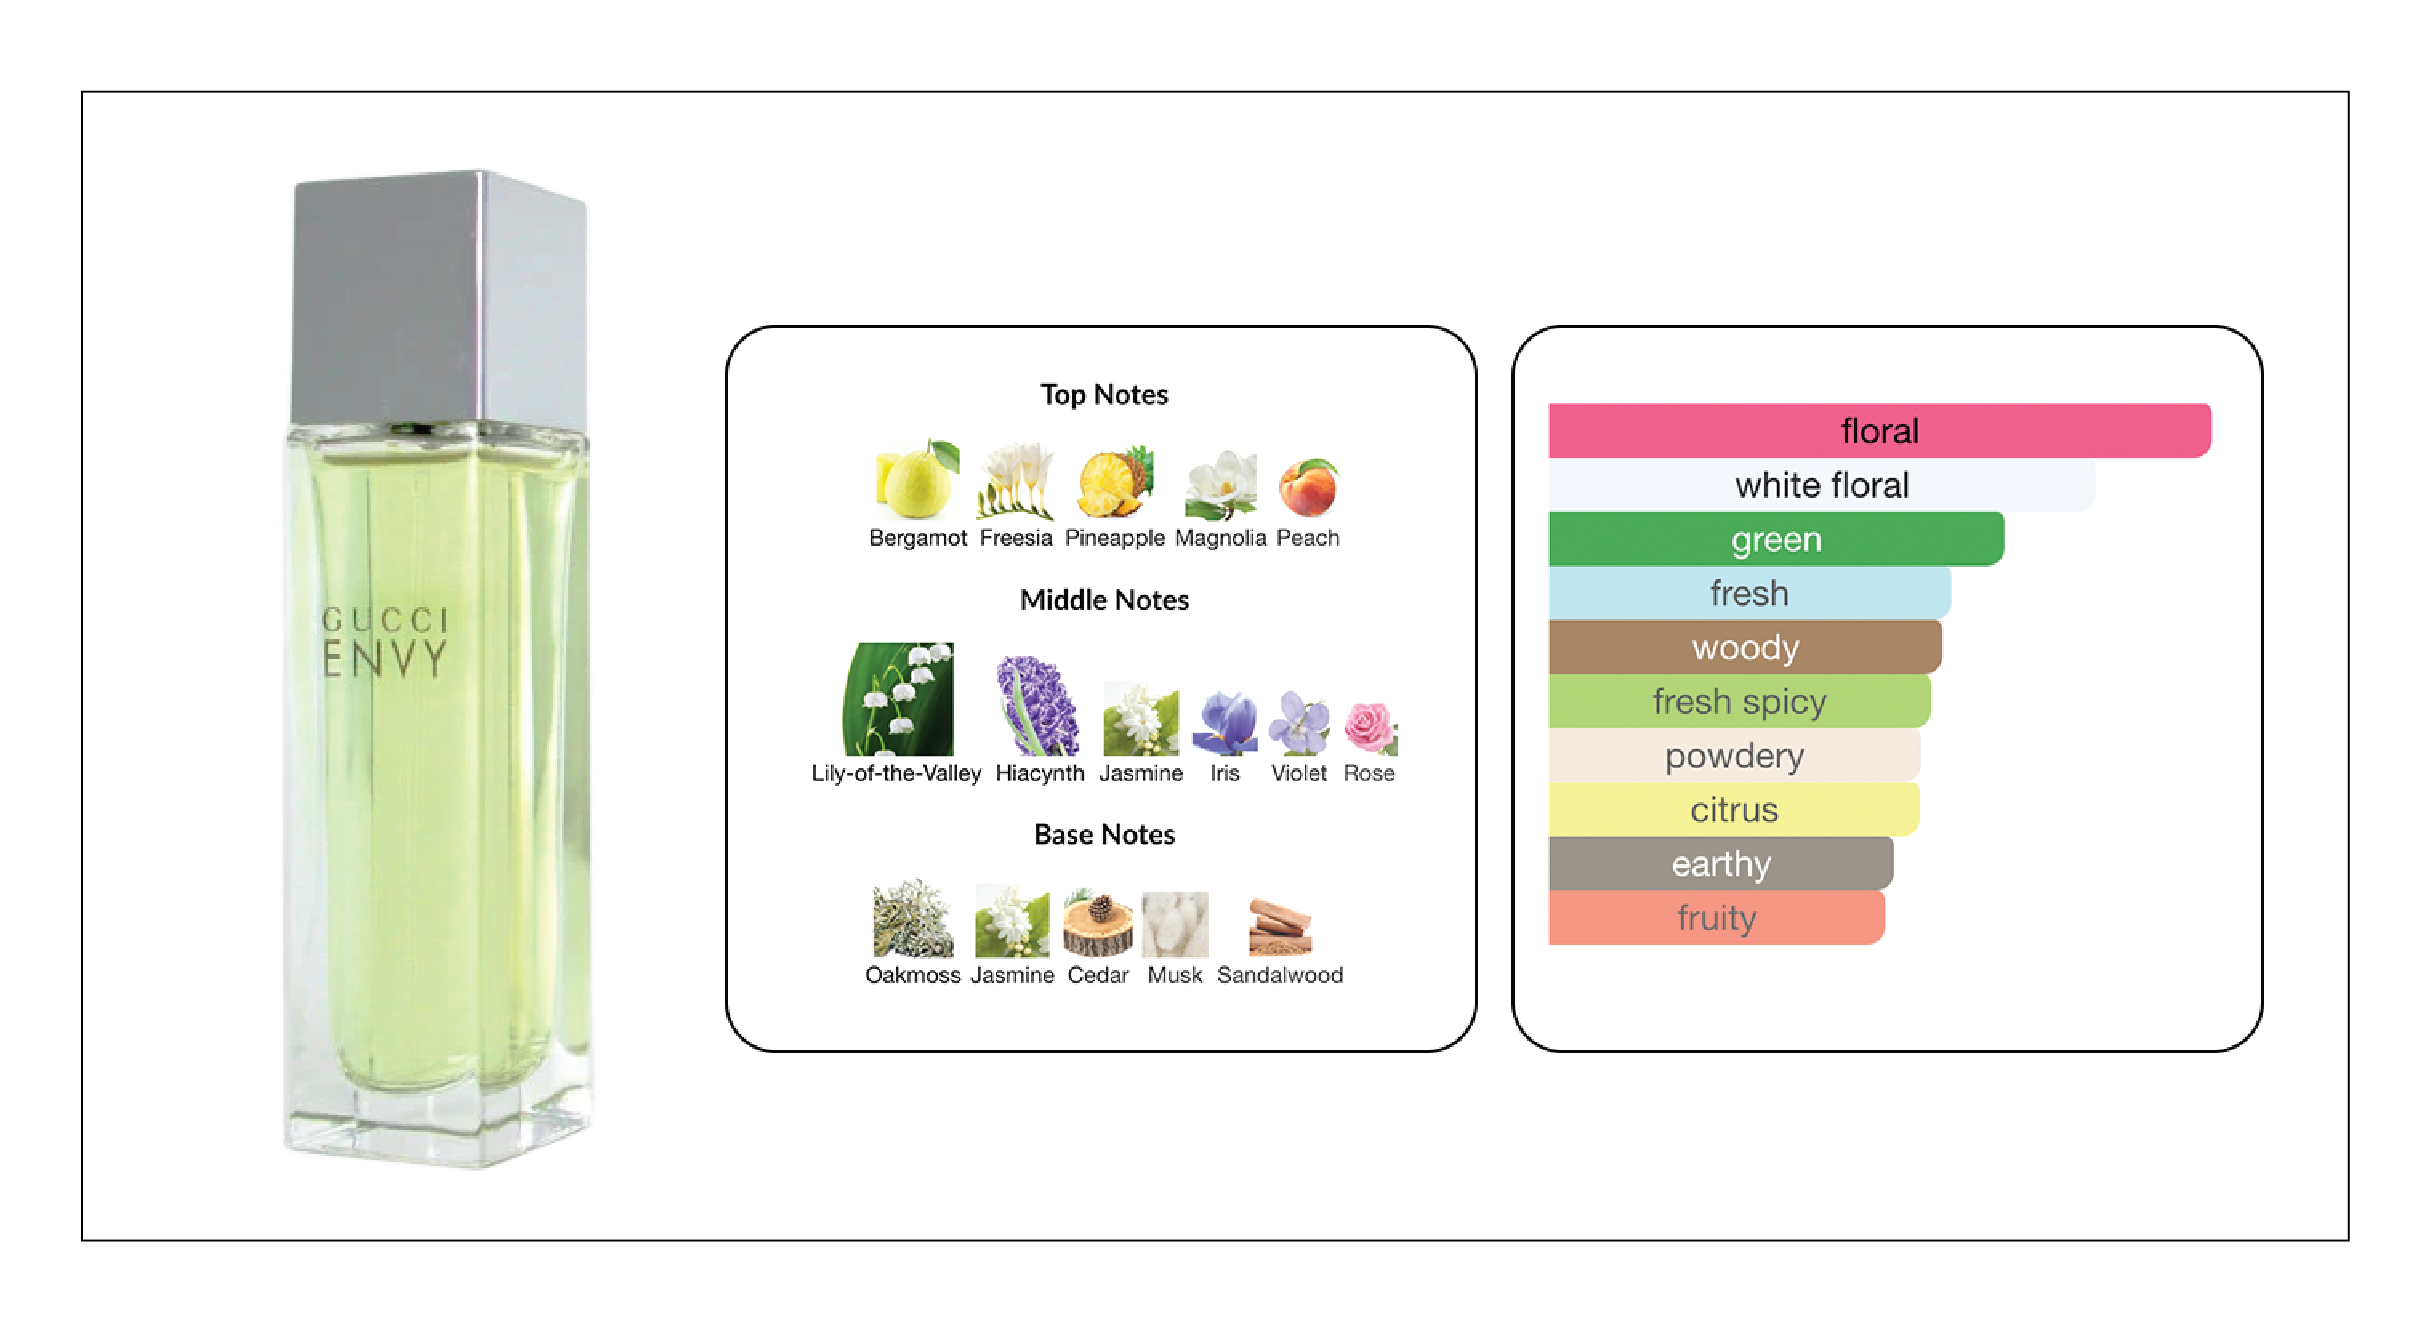 GUCCI
ENVY
Top Notes
Bergamot Freesia Pineapple Magnolia Peach
Middle Notes
Lily-of-the-Valley Hiacynth Jasmine Iris Violet Rose
Base Notes
Oakmoss Jasmine Cedar Musk Sandalwood
floral
white floral
green
fresh
woody
fresh spicy
powdery
citrus
earthy
fruity